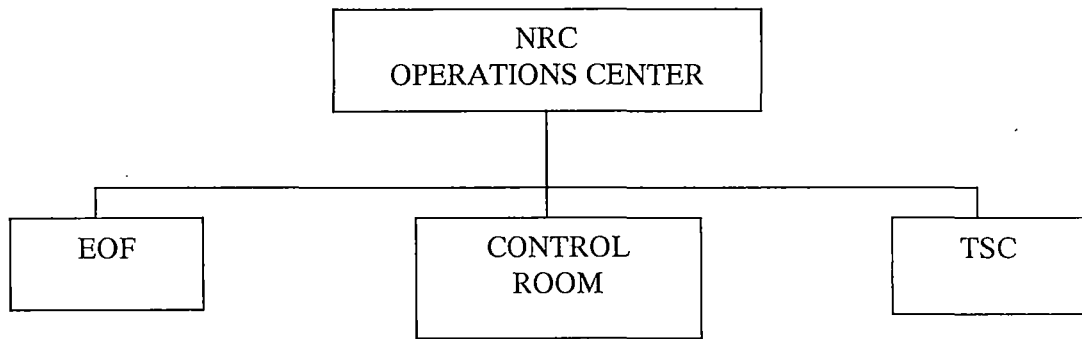 NRC
OPERATIONS CENTER
EOF
CONTROL
ROOM
TSC